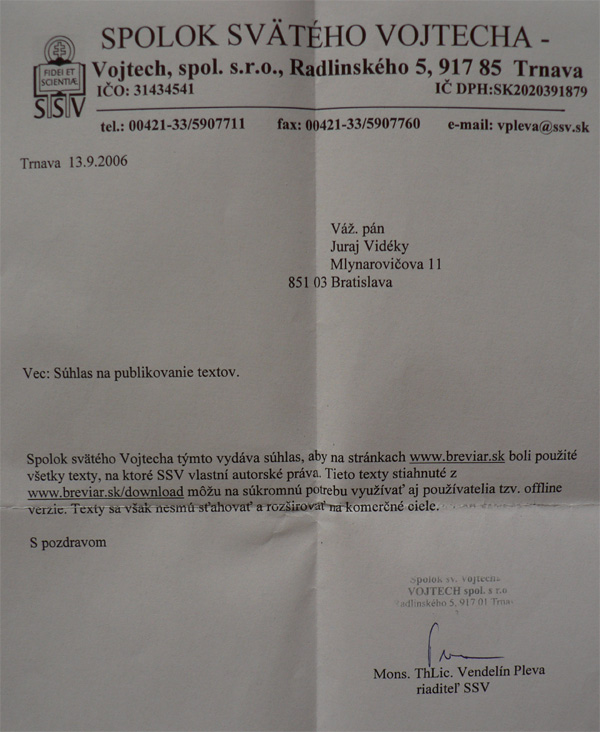 SPOLOK SVÄTÉHO VOJTECHA -
FIDEI ET
SCIENTIÆ
SSV
Vojtech, spol. s.r.o., Radlinského 5, 917 85 Trnava
IČO: 31434541 IČ DPH:SK2020391879
tel.: 00421-33/5907711 fax: 00421-33/5907760 e-mail: vpleva@ssv.sk
Trnava 13.9.2006
Váž. pán
Juraj Vidéky
Mlynarovičova 11
851 03 Bratislava
Vec: Súhlas na publikovanie textov.
Spolok svätého Vojtecha týmto vydáva súhlas, aby na stránkach www.breviar.sk boli použité
všetky texty, na ktoré SSV vlastní autorské práva. Tieto texty stiahnuté z
www.breviar.sk/download môžu na súkromnú potrebu využívať aj používatelia tzv. offline
verzie. Texty sa však nesmú sťahovať a rozširovať na komerčné ciele.
S pozdravom
Spolok sv. Vojtecha
VOJTECH spol. s r.o
Radlinského 5, 917 01 Trnav
Mons. ThLic. Vendelín Pleva
riaditeľ SSV